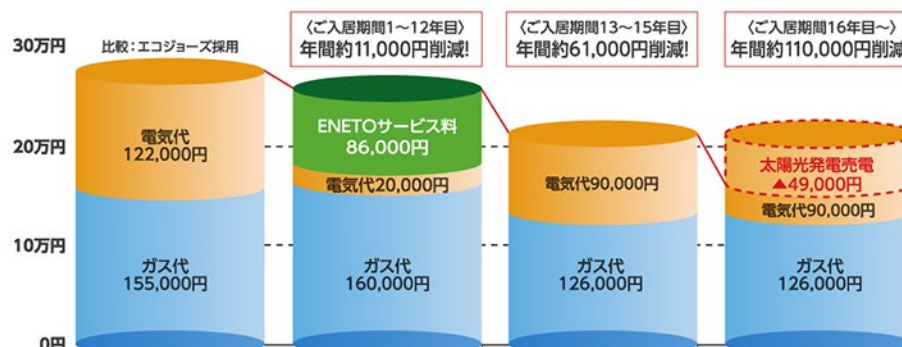 〈ご入居期間1〜12年目〉
年間約11,000円削減!
〈ご入居期間13〜15年目〉
年間約61,000円削減!
〈ご入居期間16年目〜〉
年間約110,000円削減
30万円
比較：エコジョーズ採用
20万円
10万円
0円
電気代
122,000円
ガス代
155,000円
ENETOサービス料
86,000円
電気代20,000円
ガス代
160,000円
電気代90,000円
ガス代
126,000円
太陽光発電売電
▲49,000円
電気代90,000円
ガス代
126,000円